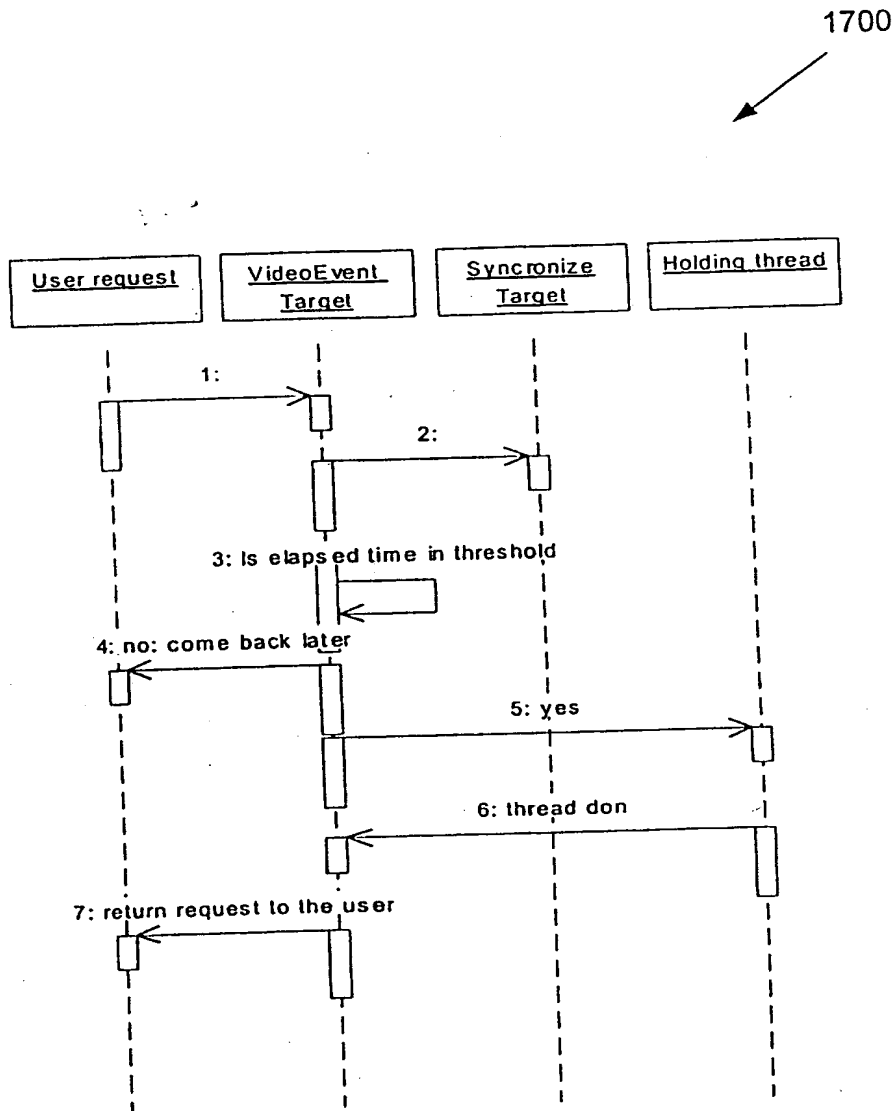 1700
User request
VideoEvent
Target
Syncronize
Target
Holding thread
1:
2:
3: Is elapsed time in threshold
4: no: come back later
5: yes
6: thread don
7: return request to the user